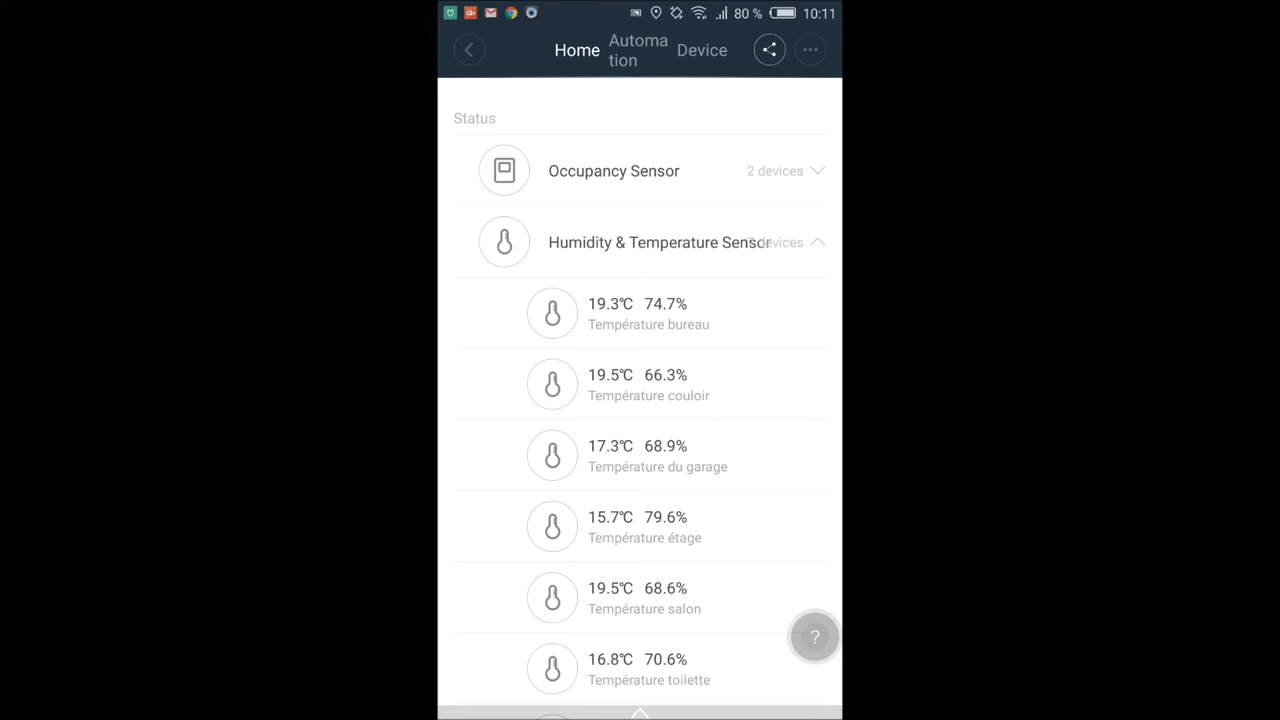 80 % 10:11
Home Automa
tion Device
Status
Occupancy Sensor 2 devices
Humidity & Temperature Sensor devices
19.3℃ 74.7%
Température bureau
19.5℃ 66.3%
Température couloir
17.3℃ 68.9%
Température du garage
15.7℃ 79.6%
Température étage
19.5℃ 68.6%
Température salon
?
16.8℃ 70.6%
Température toilette